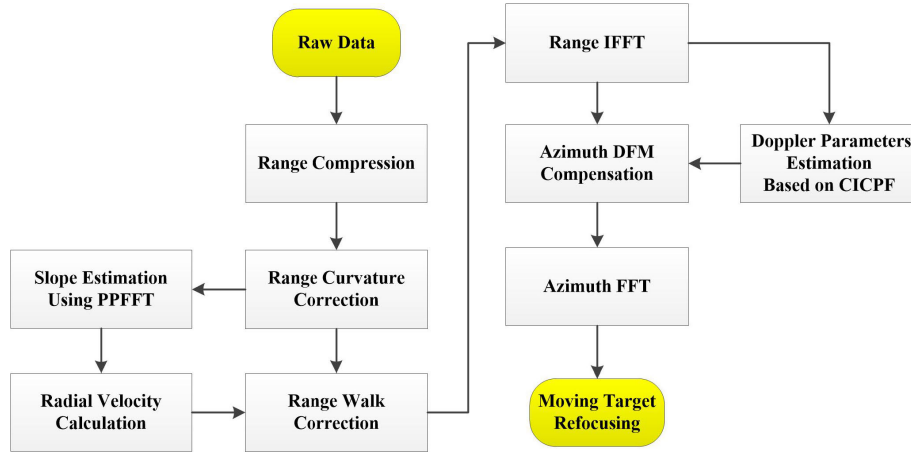 Raw Data
Range Compression
Range Curvature
Correction
Slope Estimation
Using PPFFT
Radial Velocity
Calculation
Range Walk
Correction
Range IFFT
Doppler Parameters
Estimation
Based on CICPF
Azimuth DFM
Compensation
Azimuth FFT
Moving Target
Refocusing